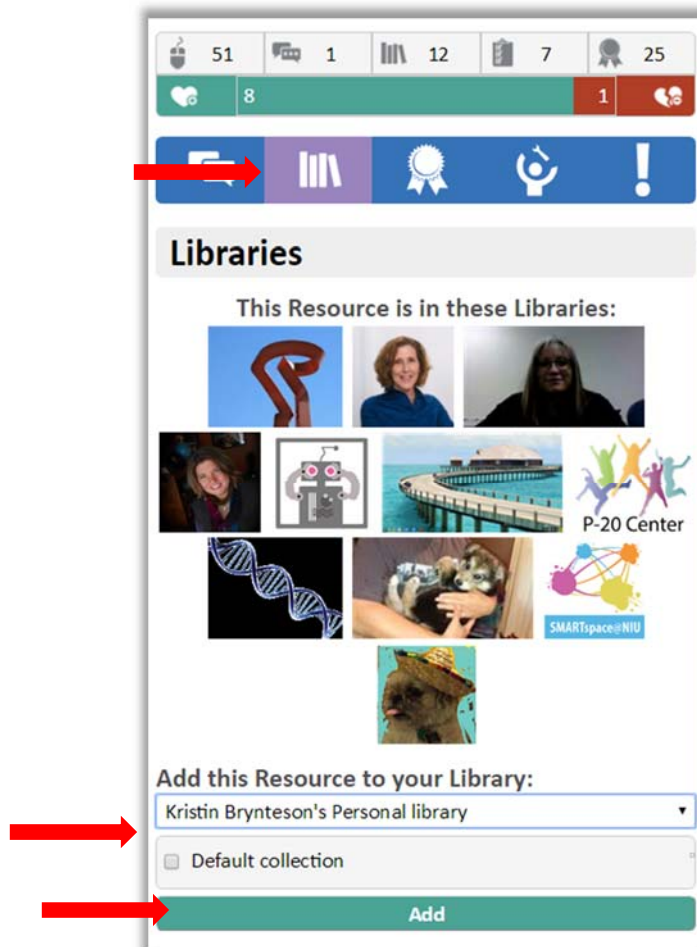 51 1 12 7 25
8 1
Libraries
This Resource is in these Libraries:
P-20 Center
SMARTspace@NIU
Add this Resource to your Library:
Kristin Brynteson's Personal library
Default collection
Add